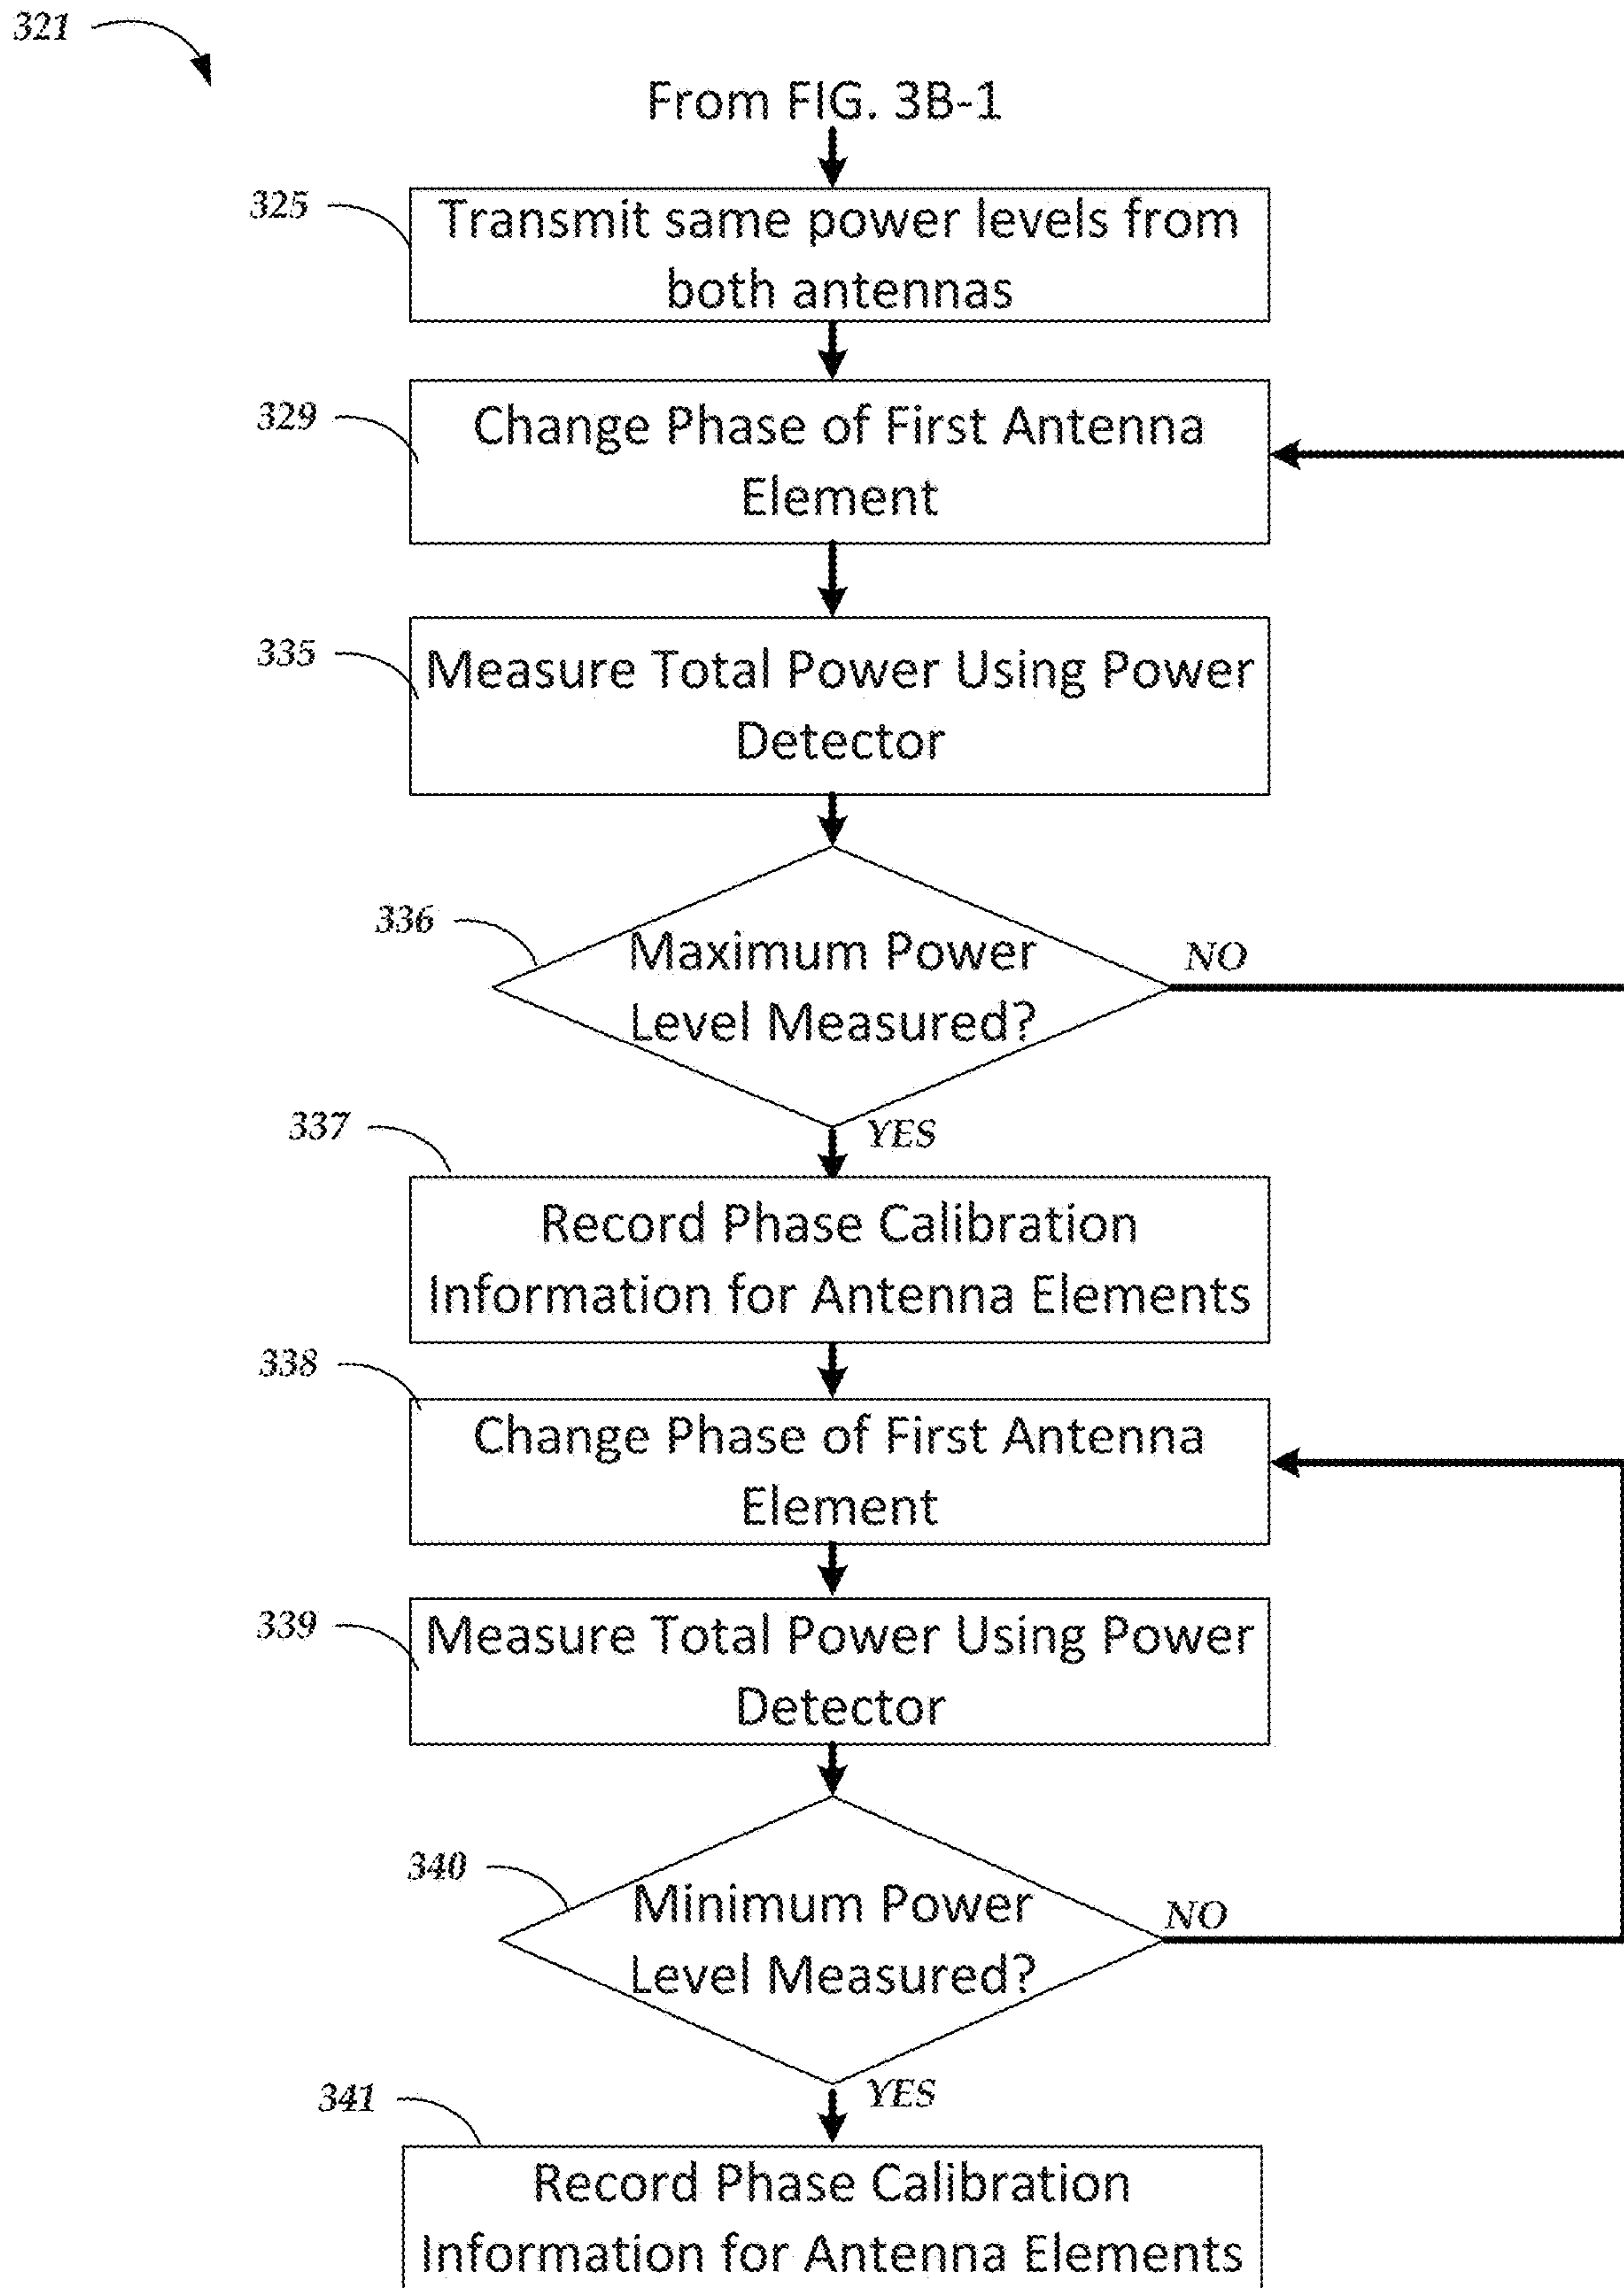 321
From FIG. 3B-1
325
Transmit same power levels from
both antennas
329
Change Phase of First Antenna
Element
335
Measure Total Power Using Power
Detector
336
Maximum Power
Level Measured?
NO
YES
337
Record Phase Calibration
Information for Antenna Elements
338
Change Phase of First Antenna
Element
339
Measure Total Power Using Power
Detector
340
Minimum Power
Level Measured?
NO
YES
341
Record Phase Calibration
Information for Antenna Elements